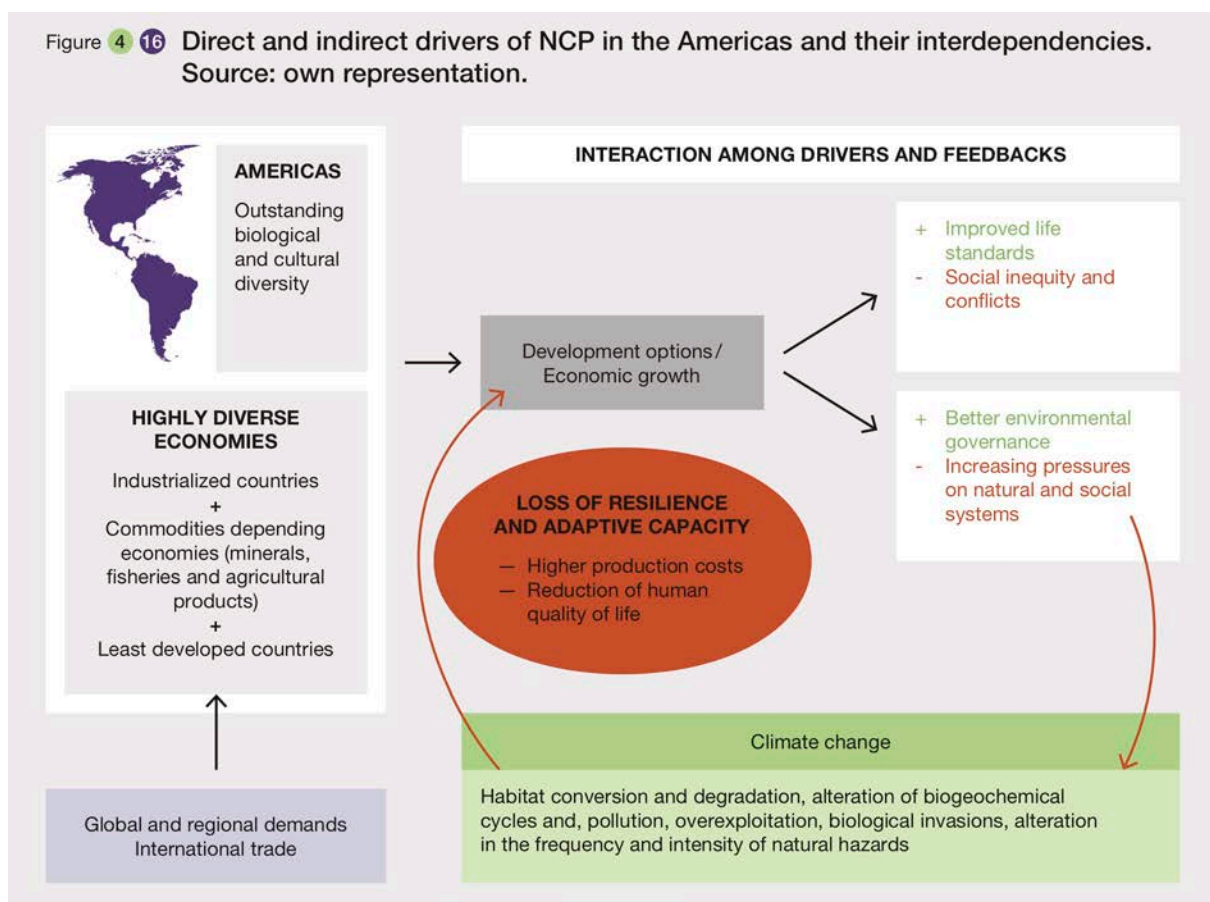 Figure 4 16 Direct and indirect drivers of NCP in the Americas and their interdependencies.
Source: own representation.
AMERICAS
Outstanding
biological
and cultural
diversity
HIGHLY DIVERSE
ECONOMIES
Industrialized countries
+
Commodities depending
economies (minerals,
fisheries and agricultural
products)
+
Least developed countries
Global and regional demands
International trade
INTERACTION AMONG DRIVERS AND FEEDBACKS
Development options/
Economic growth
+ Improved life
standards
- Social inequity and
conflicts
+ Better environmental
governance
- Increasing pressures
on natural and social
systems
LOSS OF RESILIENCE
AND ADAPTIVE CAPACITY
— Higher production costs
— Reduction of human
quality of life
Climate change
Habitat conversion and degradation, alteration of biogeochemical
cycles and, pollution, overexploitation, biological invasions, alteration
in the frequency and intensity of natural hazards